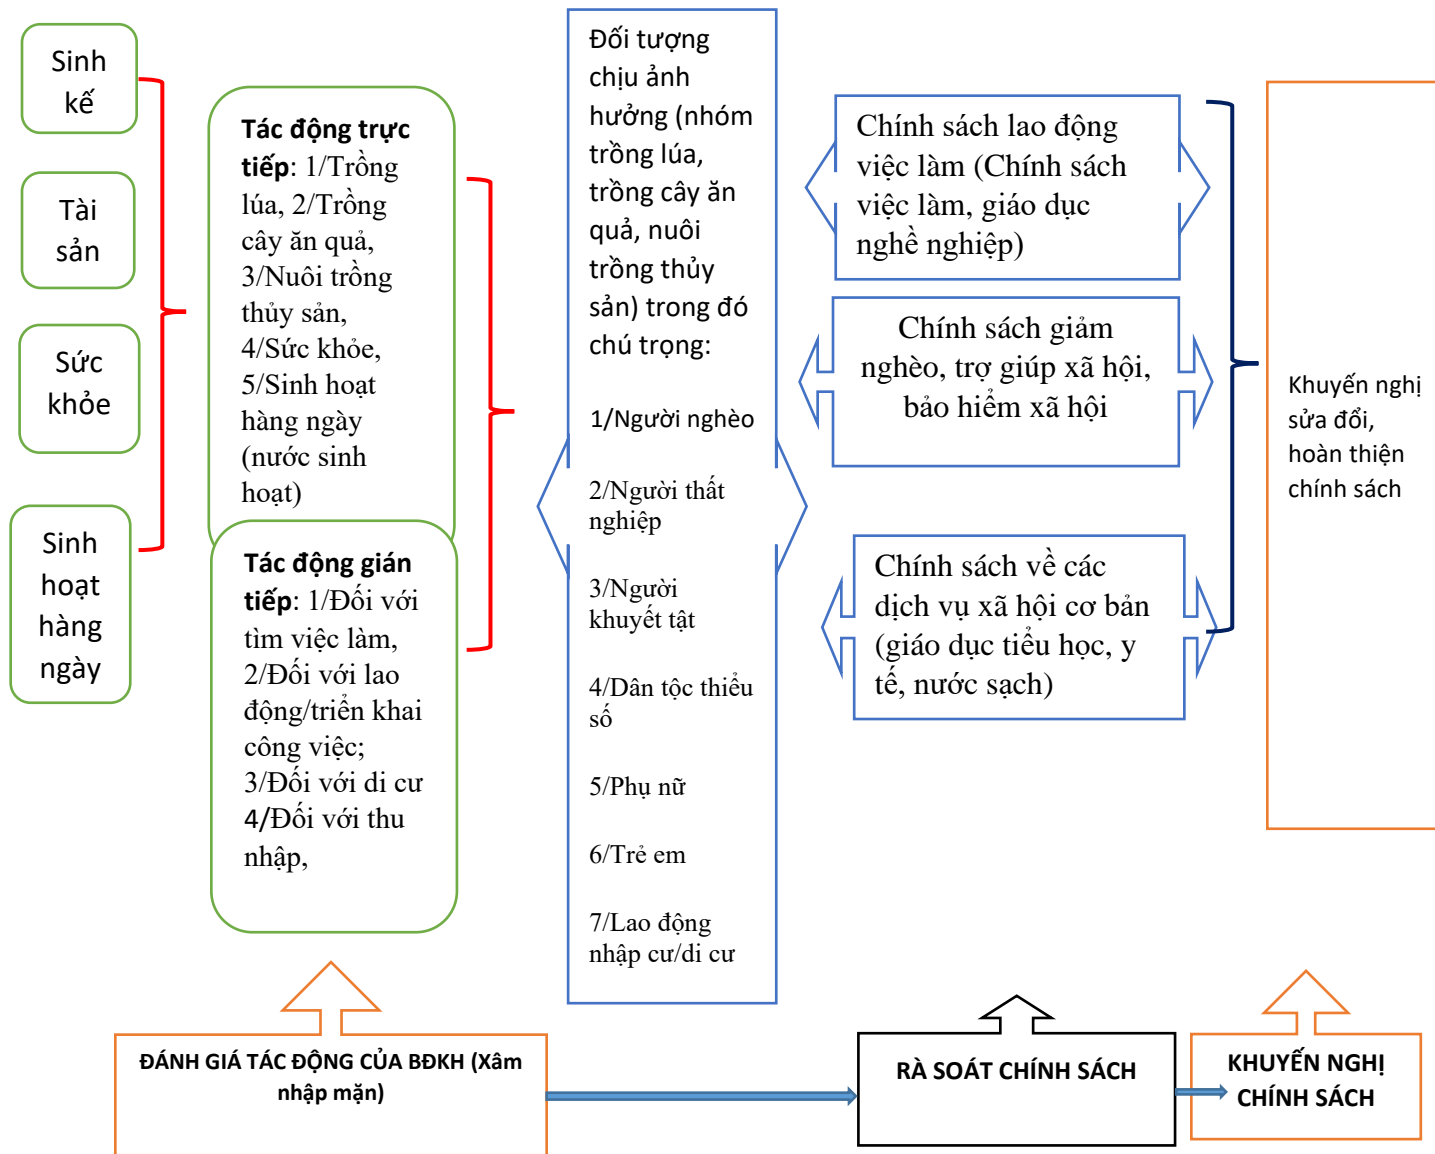 Sinh
kế
Tài
sản
Sức
khỏe
Sinh
hoạt
hàng
ngày
Tác động trực
tiếp: 1/Trồng
lúa, 2/Trồng
cây ăn quả,
3/Nuôi trồng
thủy sản,
4/Sức khỏe,
5/Sinh hoạt
hàng ngày
(nước sinh
hoạt)
Tác động gián
tiếp: 1/Đối với
tìm việc làm,
2/Đối với lao
động/triển khai
công việc;
3/Đối với di cư
4/Đối với thu
nhập,
Đối tượng
chịu ảnh
hưởng (nhóm
trồng lúa,
trồng cây ăn
quả, nuôi
trồng thủy
sản) trong đó
chú trọng:
1/Người nghèo
2/Người thất
nghiệp
3/Người
khuyết tật
4/Dân tộc thiểu
số
5/Phụ nữ
6/Trẻ em
7/Lao động
nhập cư/di cư
Chính sách lao động
việc làm (Chính sách
việc làm, giáo dục
nghề nghiệp)
Chính sách giảm
nghèo, trợ giúp xã hội,
bảo hiểm xã hội
Chính sách về các
dịch vụ xã hội cơ bản
(giáo dục tiểu học, y
tế, nước sạch)
Khuyến nghị
sửa đổi,
hoàn thiện
chính sách
ĐÁNH GIÁ TÁC ĐỘNG CỦA BĐKH (Xâm
nhập mặn)
RÀ SOÁT CHÍNH SÁCH
KHUYẾN NGHỊ
CHÍNH SÁCH